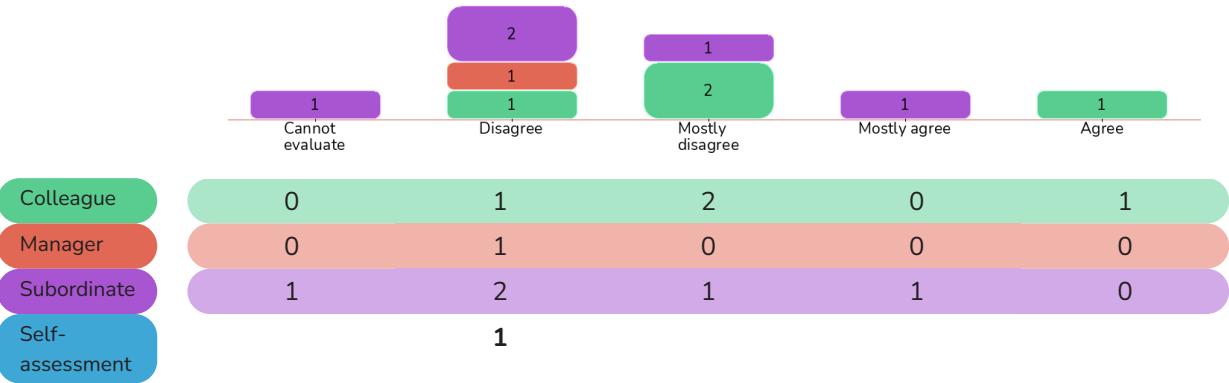 2
1
1
1
2
1
1
1
1
Cannot
evaluate
Disagree
Mostly
disagree
Mostly agree
Agree
Colleague 0 1 2 0 1
Manager 0 1 0 0 0
Subordinate 1 2 1 1 0
Self-
assessment
1